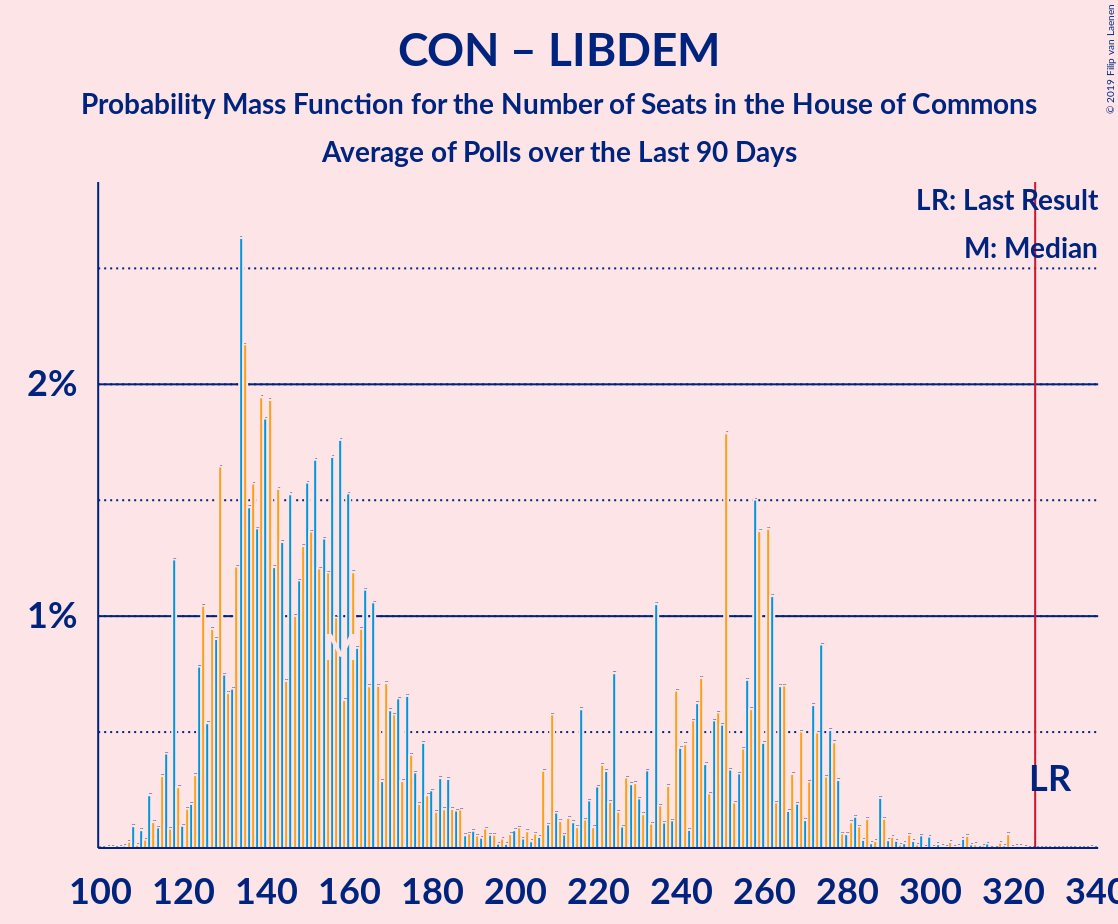 CON – LIBDEM
Probability Mass Function for the Number of Seats in the House of Commons
Average of Polls over the Last 90 Days
© 2019 Filip van Laenen
LR: Last Result
M: Median
2%
1%
LR
100 120 140 160 180 200 220 240 260 280 300 320 340